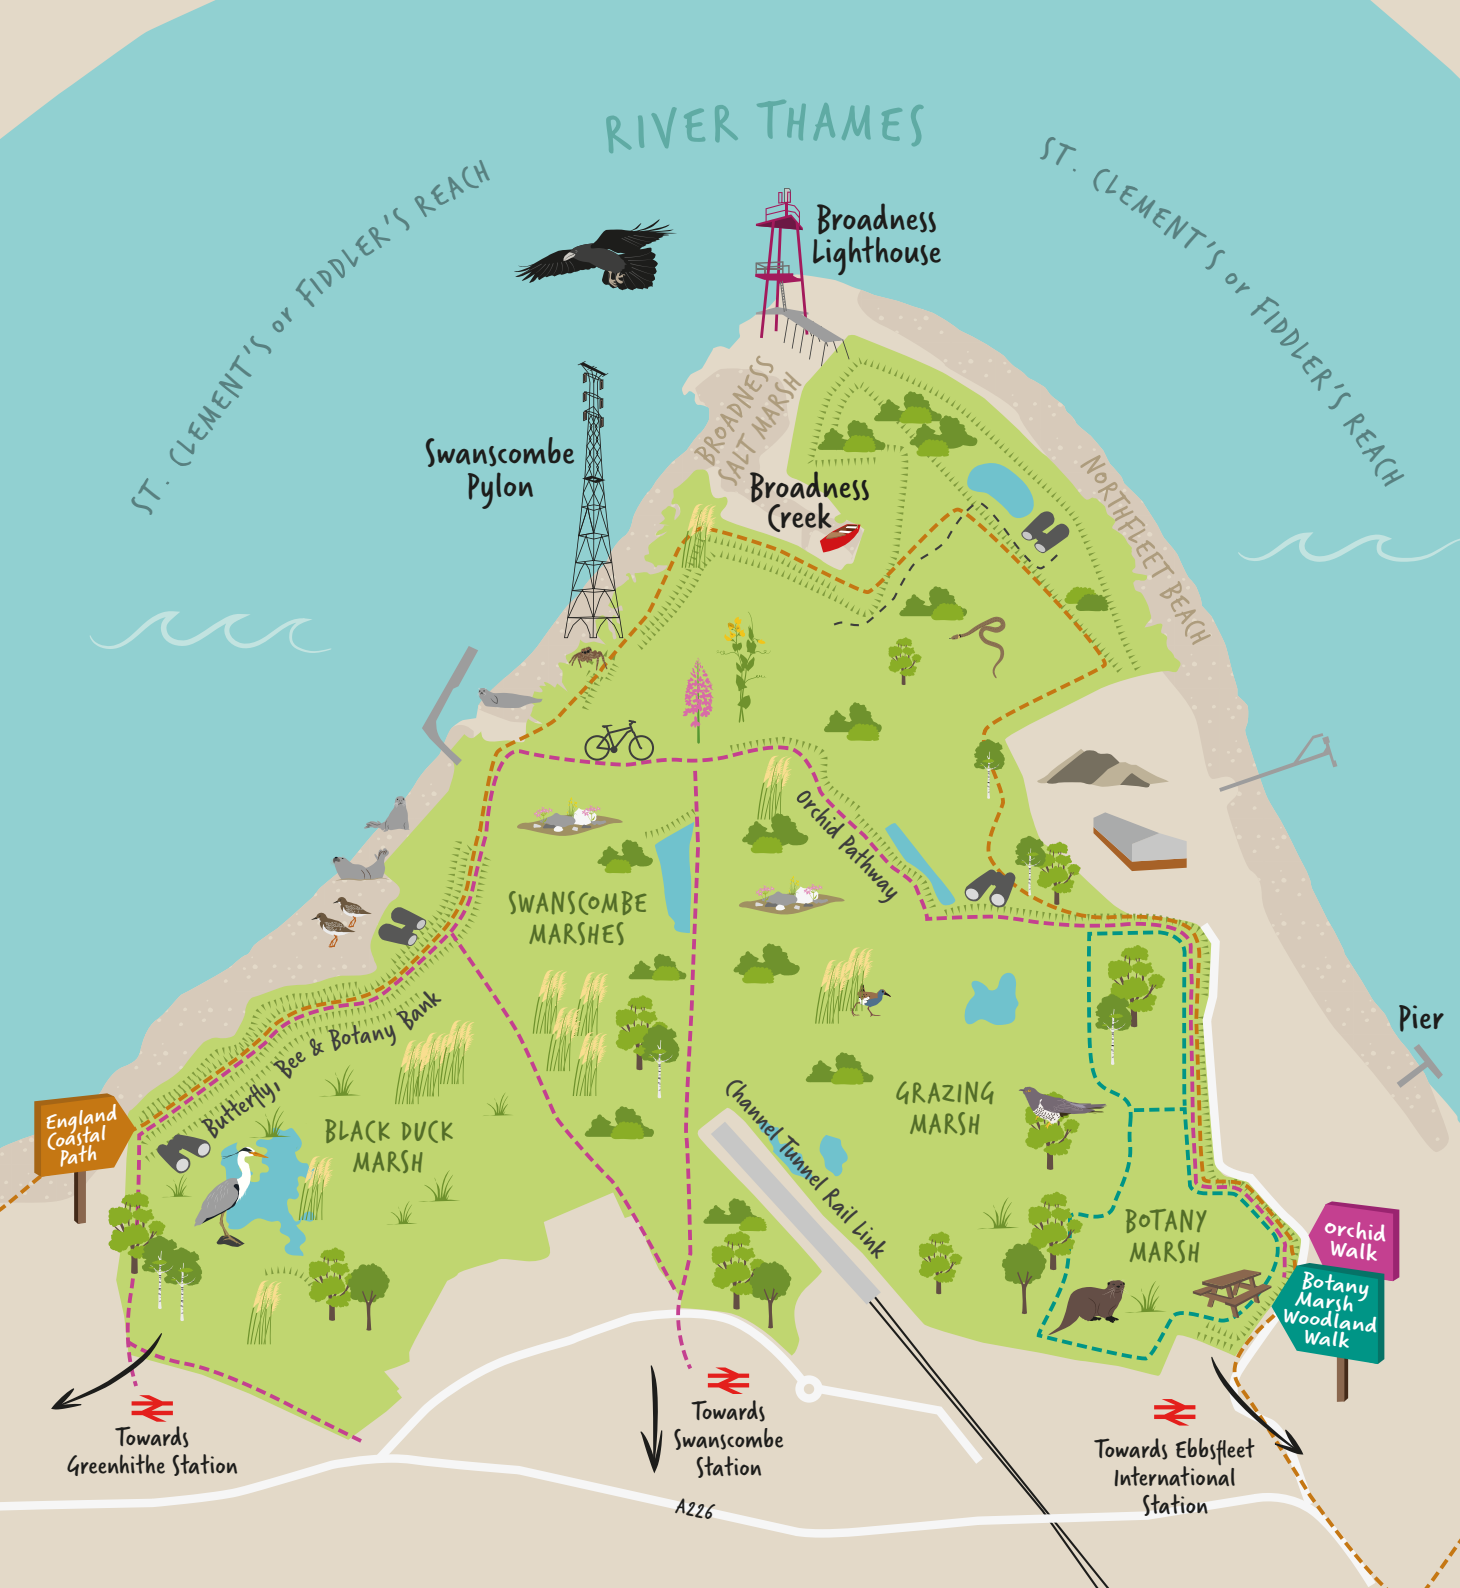 RIVER THAMES
ST. CLEMENT'S or FIDDLER'S REACH
ST. CLEMENT'S or FIDDLER'S REACH
Broadness
Lighthouse
BROADNESS
SALT MARSH
Swanscombe
Pylon
Broadness
Creek
NORTHFLEET BEACH
Orchid Pathway
SWANSCOMBE
MARSHES
Pier
Butterfly, Bee & Botany Bank
England
Coastal
Path
BLACK DUCK
MARSH
GRAZING
MARSH
Channel Tunnel Rail Link
BOTANY
MARSH
Orchid
Walk
Botany
Marsh
Woodland
Walk
Towards
Greenhithe Station
Towards
Swanscombe
Station
Towards Ebbsfleet
International
Station
A226